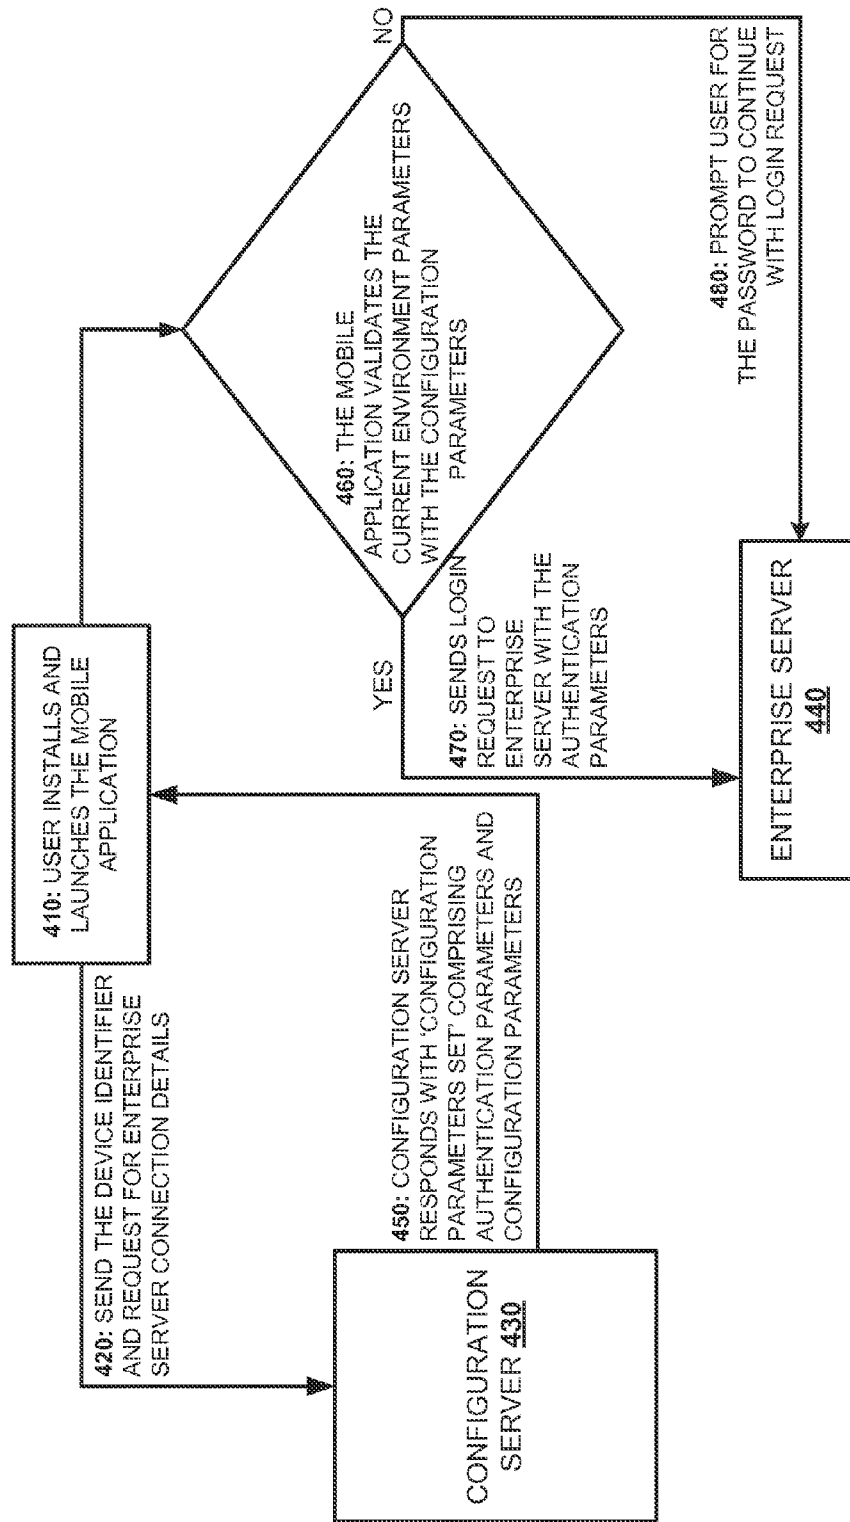 410: USER INSTALLS AND
LAUNCHES THE MOBILE
APPLICATION
420: SEND THE DEVICE IDENTIFIER
AND REQUEST FOR ENTERPRISE
SERVER CONNECTION DETAILS
CONFIGURATION
SERVER 430
450: CONFIGURATION SERVER
RESPONDS WITH 'CONFIGURATION
PARAMETERS SET' COMPRISING
AUTHENTICATION PARAMETERS AND
CONFIGURATION PARAMETERS
460: THE MOBILE
APPLICATION VALIDATES THE
CURRENT ENVIRONMENT PARAMETERS
WITH THE CONFIGURATION
PARAMETERS
YES
470: SENDS LOGIN
REQUEST TO
ENTERPRISE
SERVER WITH THE
AUTHENTICATION
PARAMETERS
NO
480: PROMPT USER FOR
THE PASSWORD TO CONTINUE
WITH LOGIN REQUEST
ENTERPRISE SERVER
440